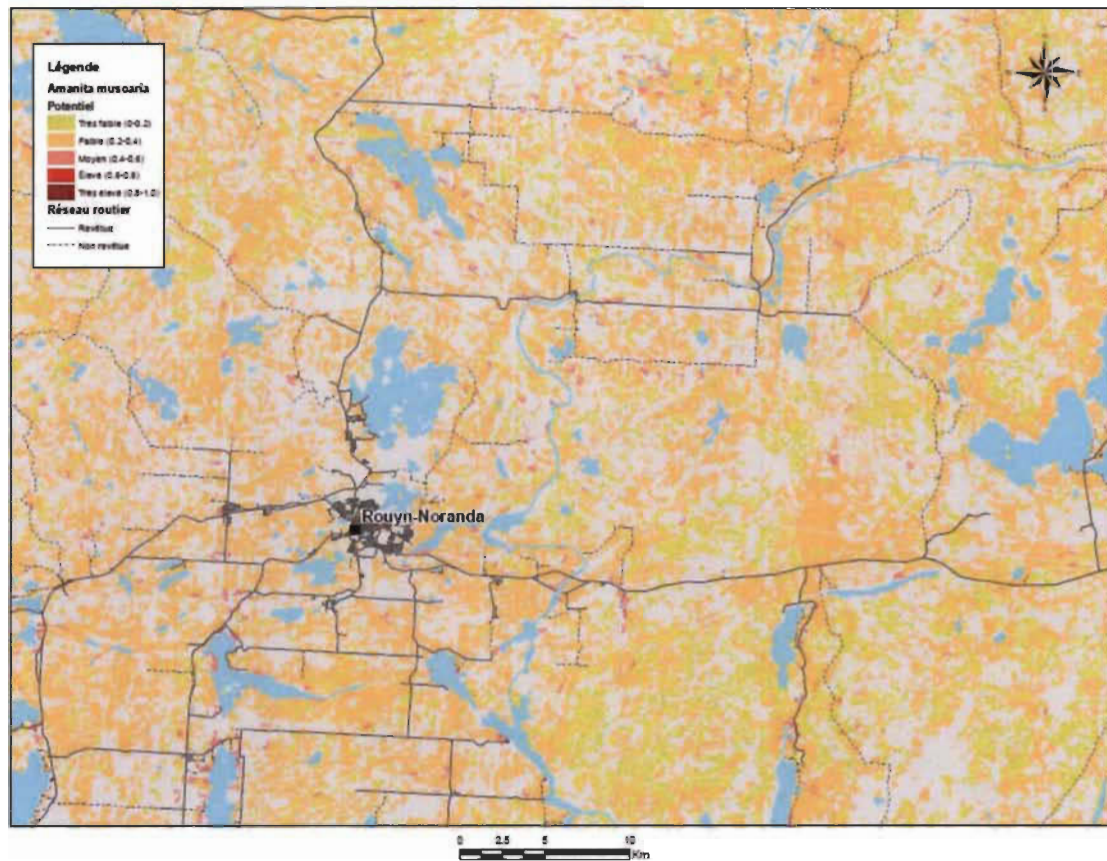 Légende
Amanita muscaria
Potentiel
Très faible (0-0.2)
Faible (0.2-0.4)
Moyen (0.4-0.6)
Élevé (0.6-0.8)
Très élevé (0.8-1.0)
Réseau routier
Revêtue
Non revêtue
Rouyn-Noranda
0 2.5 5 10
Km